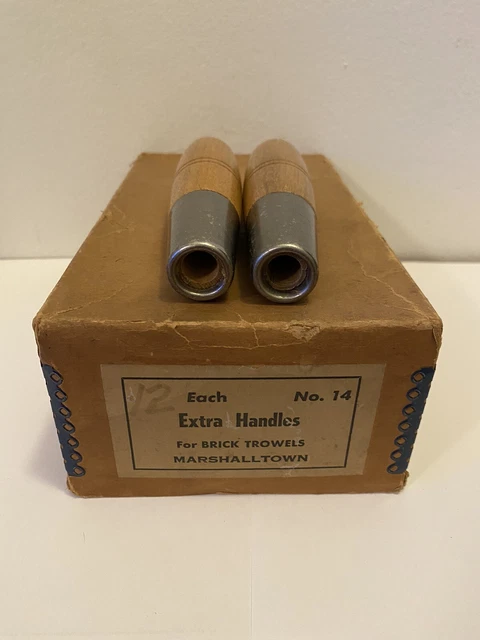 12 Each No. 14
Extra Handles
For BRICK TROWELS
MARSHALLTOWN